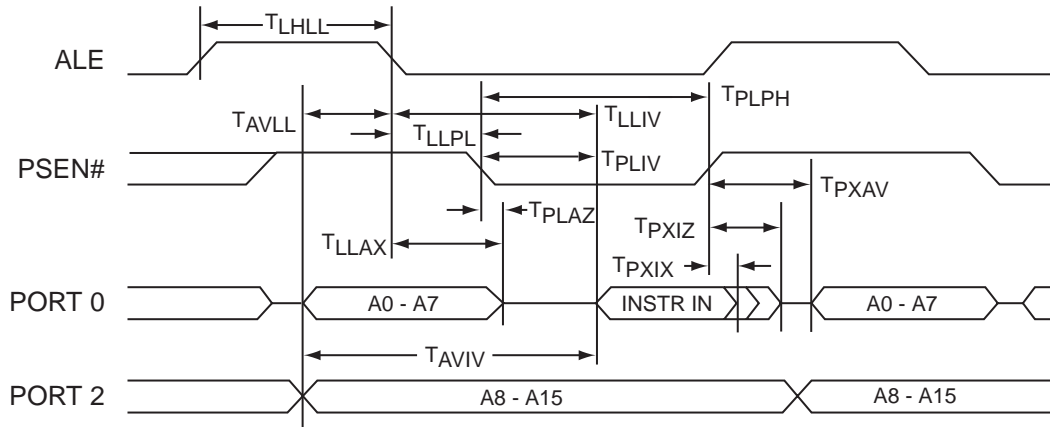 TLHLL
ALE
TPLPH
TAVLL
TLLIV
TLLPL
PSEN#
TPLIV
TPXAV
TPLAZ
TPXIZ
TLLAX
TPXIX
PORT 0
A0 - A7
INSTR IN
A0 - A7
TAVIV
PORT 2
A8 - A15
A8 - A15